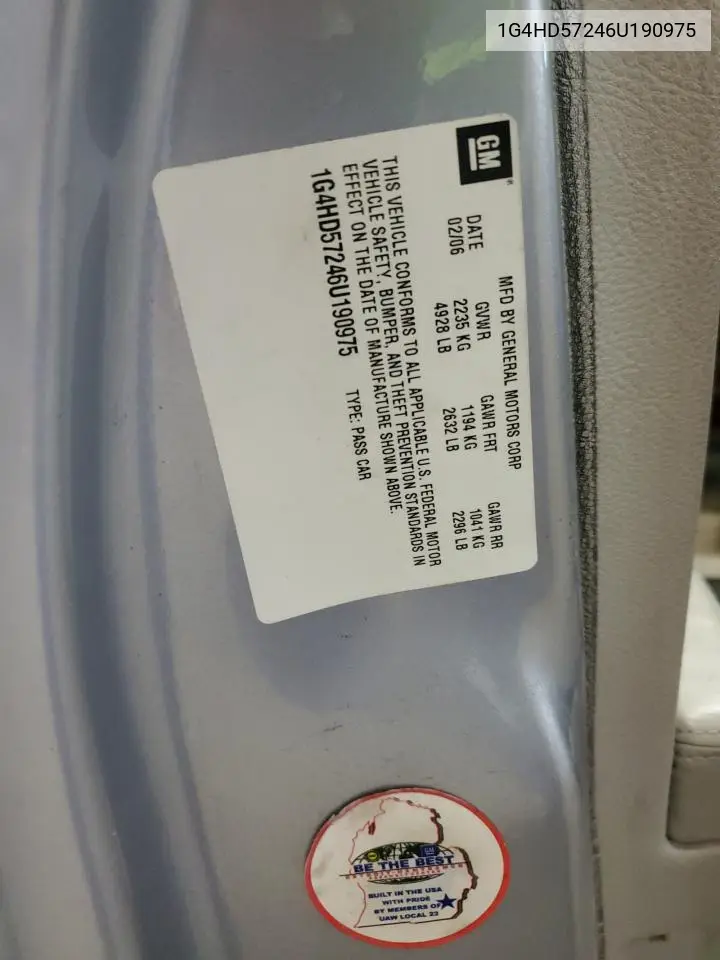 1G4HD57246U190975
GM
MFD BY GENERAL MOTORS CORP
DATE GVWR GAWR FRT GAWR RR
02/06 2235 KG 1194 KG 1041 KG
4928 LB 2632 LB 2296 LB
THIS VEHICLE CONFORMS TO ALL APPLICABLE U.S. FEDERAL MOTOR
VEHICLE SAFETY, BUMPER, AND THEFT PREVENTION STANDARDS IN
EFFECT ON THE DATE OF MANUFACTURE SHOWN ABOVE.
1G4HD57246U190975 TYPE: PASS CAR
GM
BE THE BEST
BUILT IN THE USA
WITH PRIDE
BY MEMBERS OF
UAW LOCAL 22